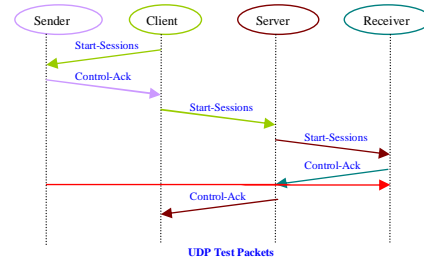 Sender Client Server Receiver
Start-Sessions
Control-Ack
Start-Sessions
Start-Sessions
Control-Ack
Control-Ack
UDP Test Packets